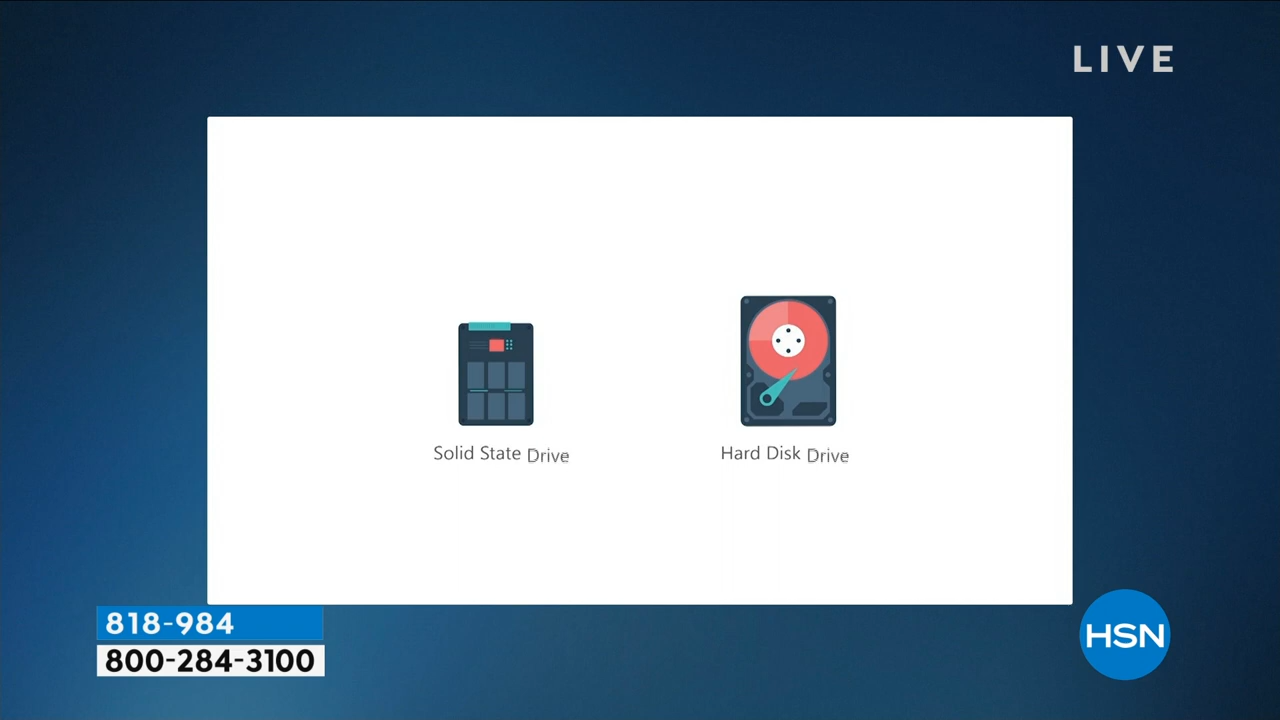 LIVE
Solid State Drive
Hard Disk Drive
818-984
800-284-3100
HSN